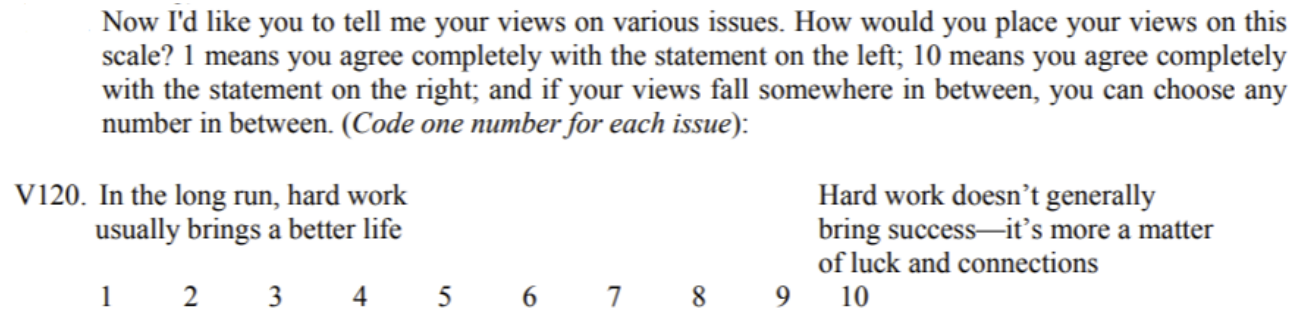 Now I'd like you to tell me your views on various issues. How would you place your views on this
scale? 1 means you agree completely with the statement on the left; 10 means you agree completely
with the statement on the right; and if your views fall somewhere in between, you can choose any
number in between. (Code one number for each issue):
V120. In the long run, hard work
usually brings a better life
Hard work doesn’t generally
bring success—it’s more a matter
of luck and connections
1 2 3 4 5 6 7 8 9 10